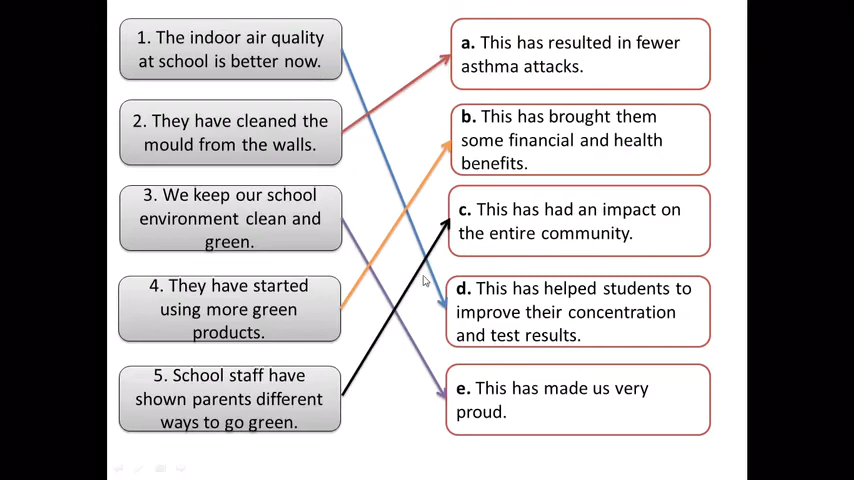 1. The indoor air quality
at school is better now.
2. They have cleaned the
mould from the walls.
3. We keep our school
environment clean and
green.
4. They have started
using more green
products.
5. School staff have
shown parents different
ways to go green.
a. This has resulted in fewer
asthma attacks.
b. This has brought them
some financial and health
benefits.
c. This has had an impact on
the entire community.
d. This has helped students to
improve their concentration
and test results.
e. This has made us very
proud.